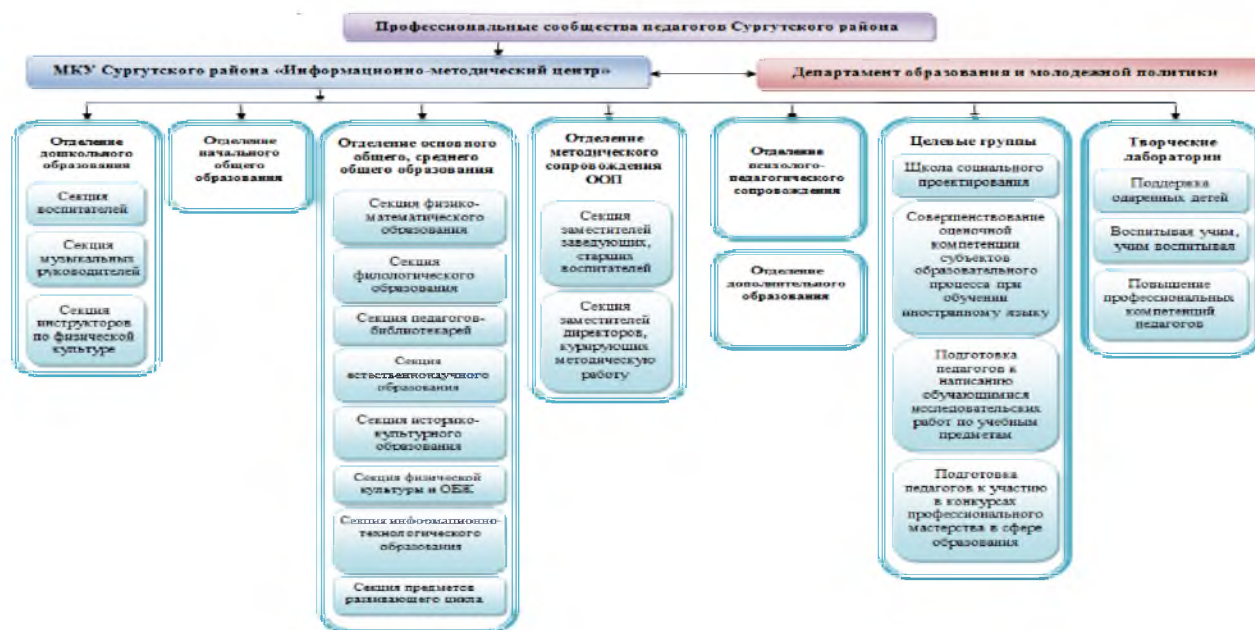 Профессиональные сообщества педагогов Сургутского района
МКУ Сургутского района «Информационно-методический центр»
Департамент образования и молодежной политики
Отделение
дошкольного
образования
Секция
воспитателей
Секция
музыкальных
руководителей
Секция
инструкторов
по физической
культуре
Отделение
начального
общего
образования
Отделение основного
общего, среднего
общего образования
Секция физико-
математического
образования
Секция
филологического
образования
Секция педагогов-
библиотекарей
Секция
естественнонаучного
образования
Секция историко-
культурного
образования
Секция физической
культуры и ОБЖ
Секция информационно-
технологического
образования
Секция предметов
развивающего цикла
Отделение
методического
сопровождения
ООП
Секция
заместителей
заведующих,
старших
воспитателей
Секция
заместителей
директоров,
курирующих
методическую
работу
Отделение
психолого-
педагогического
сопровождения
Отделение
дополнительного
образования
Целевые группы
Школа социального
проектирования
Совершенствование
оценочной
компетенции
субъектов
образовательного
процесса при
обучении
иностранному языку
Подготовка
педагогов к
написанию
обучающимися
исследовательских
работ по учебным
предметам
Подготовка
педагогов к участию
в конкурсах
профессионального
мастерства в сфере
образования
Творческие
лаборатории
Поддержка
одаренных детей
Воспитывая учим,
учим воспитывая
Повышение
профессиональных
компетенций
педагогов